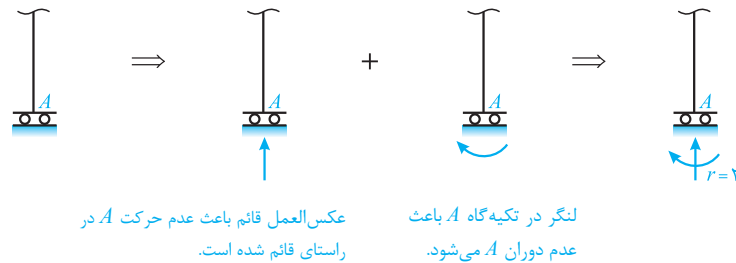 A
A
A
A
r = ۲
لنگر در تکیه‌گاه A باعث
عدم دوران A می‌شود.
عکس‌العمل قائم باعث عدم حرکت A در
راستای قائم شده است.